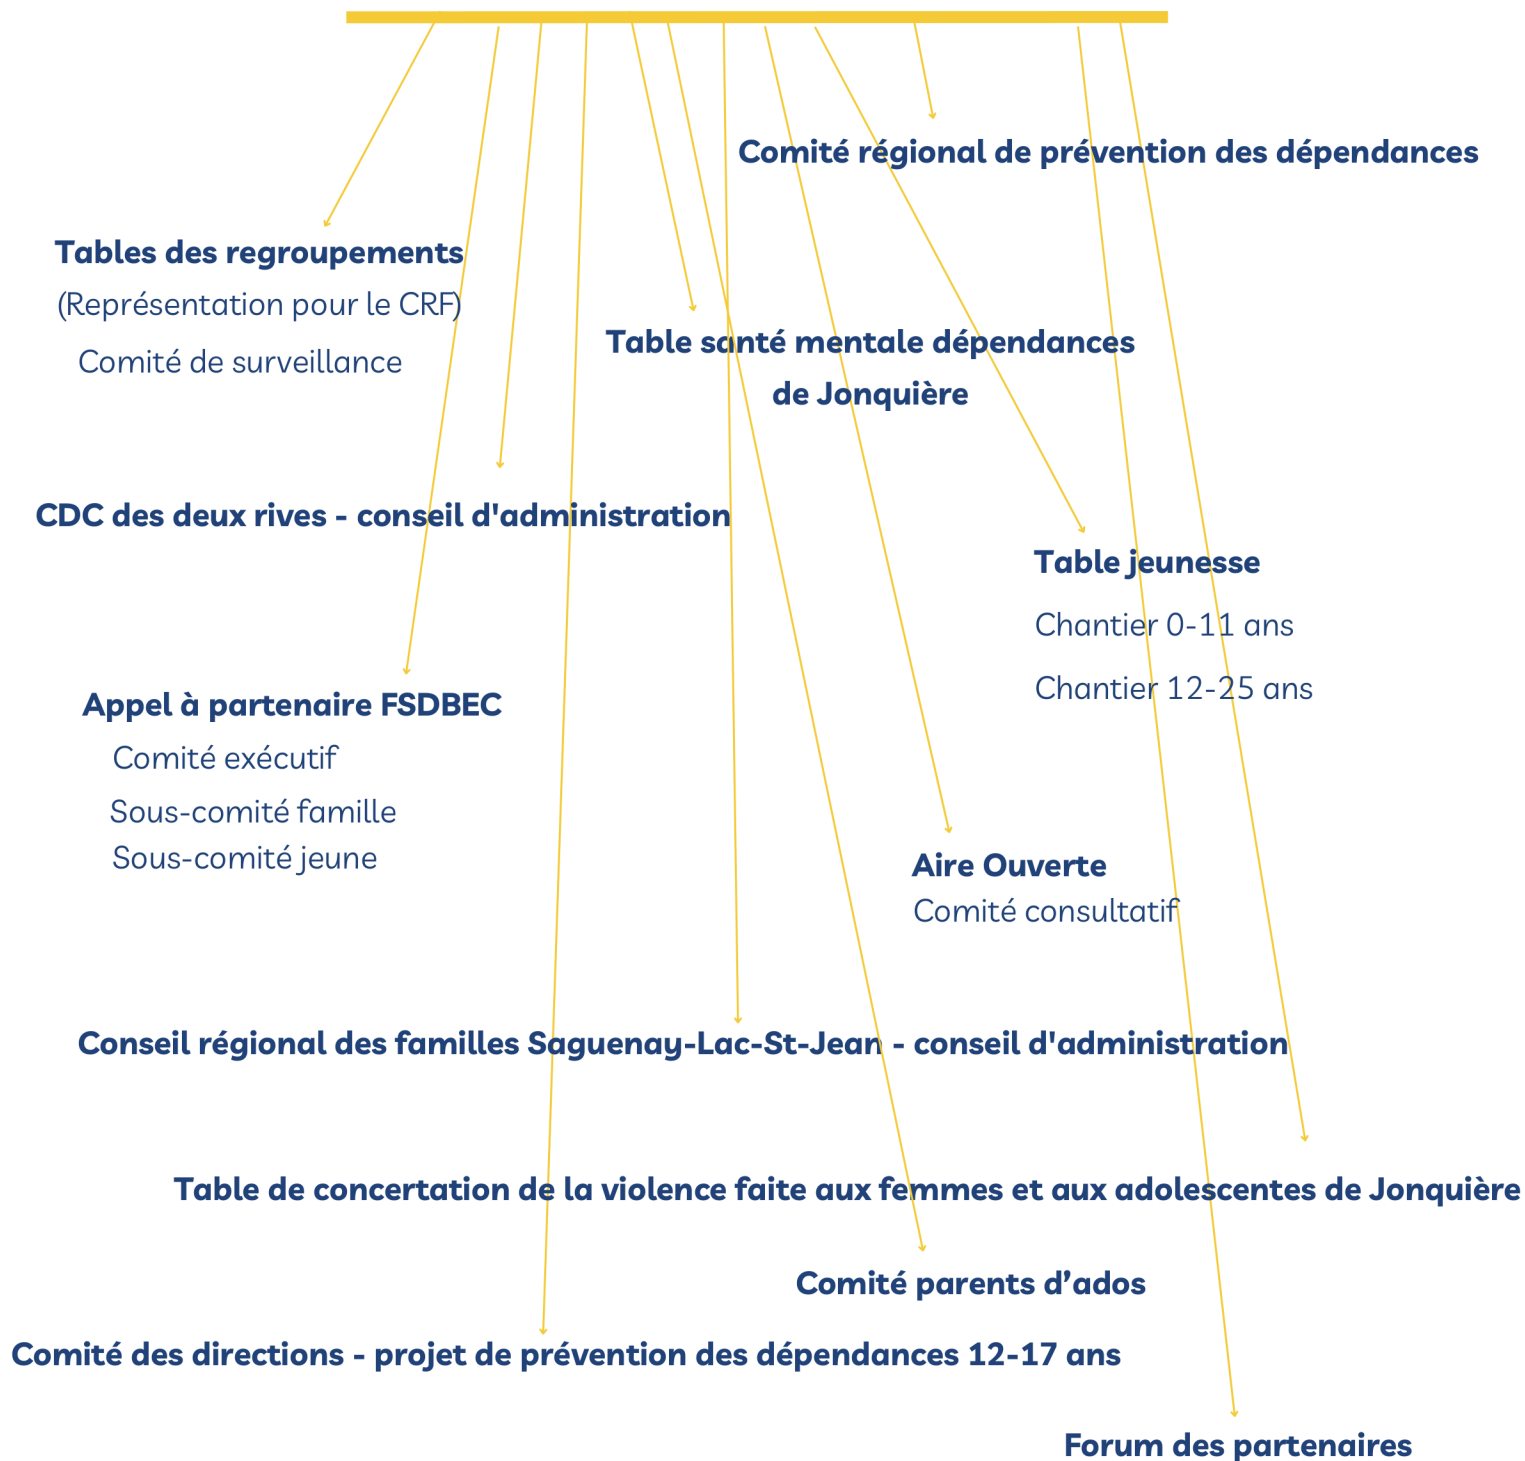 Comité régional de prévention des dépendances
Tables des regroupements
(Représentation pour le CRF)
Comité de surveillance
Table santé mentale dépendances
de Jonquière
CDC des deux rives - conseil d'administration
Table jeunesse
Chantier 0-11 ans
Chantier 12-25 ans
Appel à partenaire FSDBEC
Comité exécutif
Sous-comité famille
Sous-comité jeune
Aire Ouverte
Comité consultatif
Conseil régional des familles Saguenay-Lac-St-Jean - conseil d'administration
Table de concertation de la violence faite aux femmes et aux adolescentes de Jonquière
Comité parents d’ados
Comité des directions - projet de prévention des dépendances 12-17 ans
Forum des partenaires